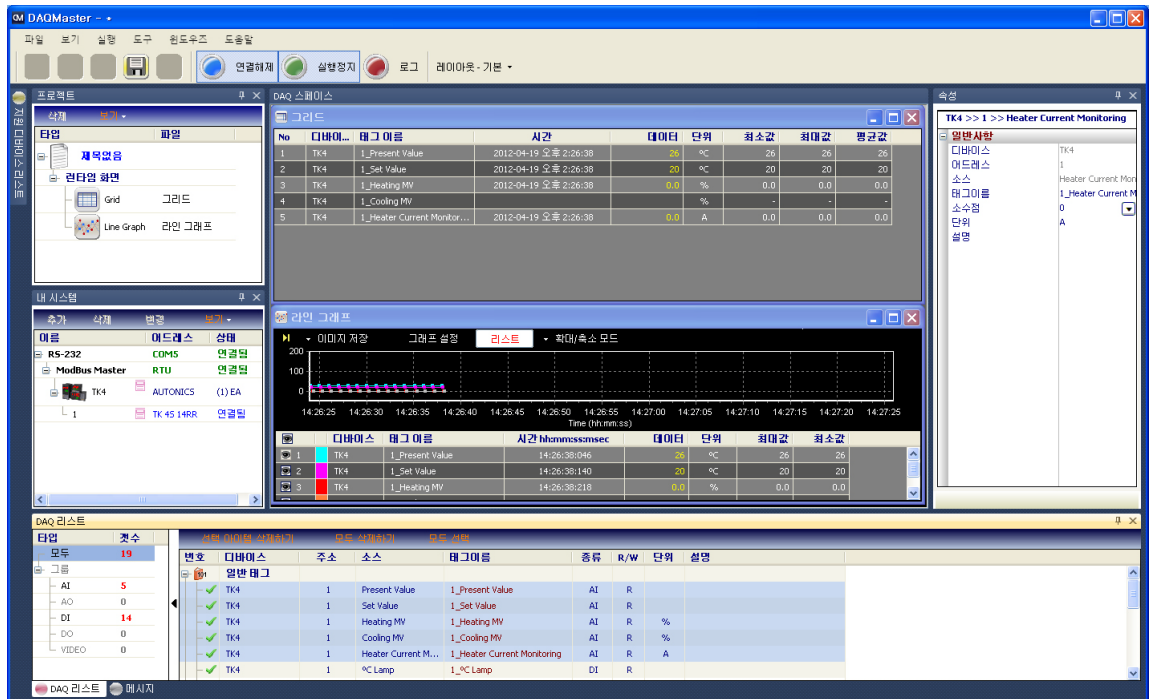 DAQMaster - •
파일 보기 실행 도구 윈도우즈 도움말
연결해제 실행정지 로그 레이아웃 - 기본
지원 디바이스 리스트
프로젝트
삭제 보기
타입 파일
제목없음
런타임 화면
Grid 그리드
Line Graph 라인 그래프
내 시스템
추가 삭제 변경 보기
이름 어드레스 상태
RS-232 COM5 연결됨
ModBus Master RTU 연결됨
TK4 AUTONICS (1) EA
1 TK 4S 14RR 연결됨
DAQ 스페이스
그리드
No 디바이... 태그 이름 시간 데이터 단위 최소값 최대값 평균값
1 TK4 1_Present Value 2012-04-19 오후 2:26:38 26 ºC 26 26 26
2 TK4 1_Set Value 2012-04-19 오후 2:26:38 20 ºC 20 20 20
3 TK4 1_Heating MV 2012-04-19 오후 2:26:38 0.0 % 0.0 0.0 0.0
4 TK4 1_Cooling MV % - - -
5 TK4 1_Heater Current Monitor... 2012-04-19 오후 2:26:38 0.0 A 0.0 0.0 0.0
라인 그래프
이미지 저장 그래프 설정 리스트 확대/축소 모드
200
100
0
14:26:25 14:26:30 14:26:35 14:26:40 14:26:45 14:26:50 14:26:55 14:27:00 14:27:05 14:27:10 14:27:15 14:27:20 14:27:25
Time (hh:mm:ss)
디바이스 태그 이름 시간 hh:mm:ss:msec 데이터 단위 최대값 최소값
1 TK4 1_Present Value 14:26:38:046 26 ºC 26 26
2 TK4 1_Set Value 14:26:38:140 20 ºC 20 20
3 TK4 1_Heating MV 14:26:38:218 0.0 % 0.0 0.0
속성
TK4 >> 1 >> Heater Current Monitoring
일반사항
디바이스 TK4
어드레스 1
소스 Heater Current Mon
태그이름 1_Heater Current M
소수점 0
단위 A
설명
DAQ 리스트
타입 갯수
모두 19
그룹
AI 5
AO 0
DI 14
DO 0
VIDEO 0
선택 아이템 삭제하기 모두 삭제하기 모두 선택
번호 디바이스 주소 소스 태그이름 종류 R/W 단위 설명
일반 태그
TK4 1 Present Value 1_Present Value AI R
TK4 1 Set Value 1_Set Value AI R
TK4 1 Heating MV 1_Heating MV AI R %
TK4 1 Cooling MV 1_Cooling MV AI R %
TK4 1 Heater Current M... 1_Heater Current Monitoring AI R A
TK4 1 ºC Lamp 1_ºC Lamp DI R
DAQ 리스트 메시지